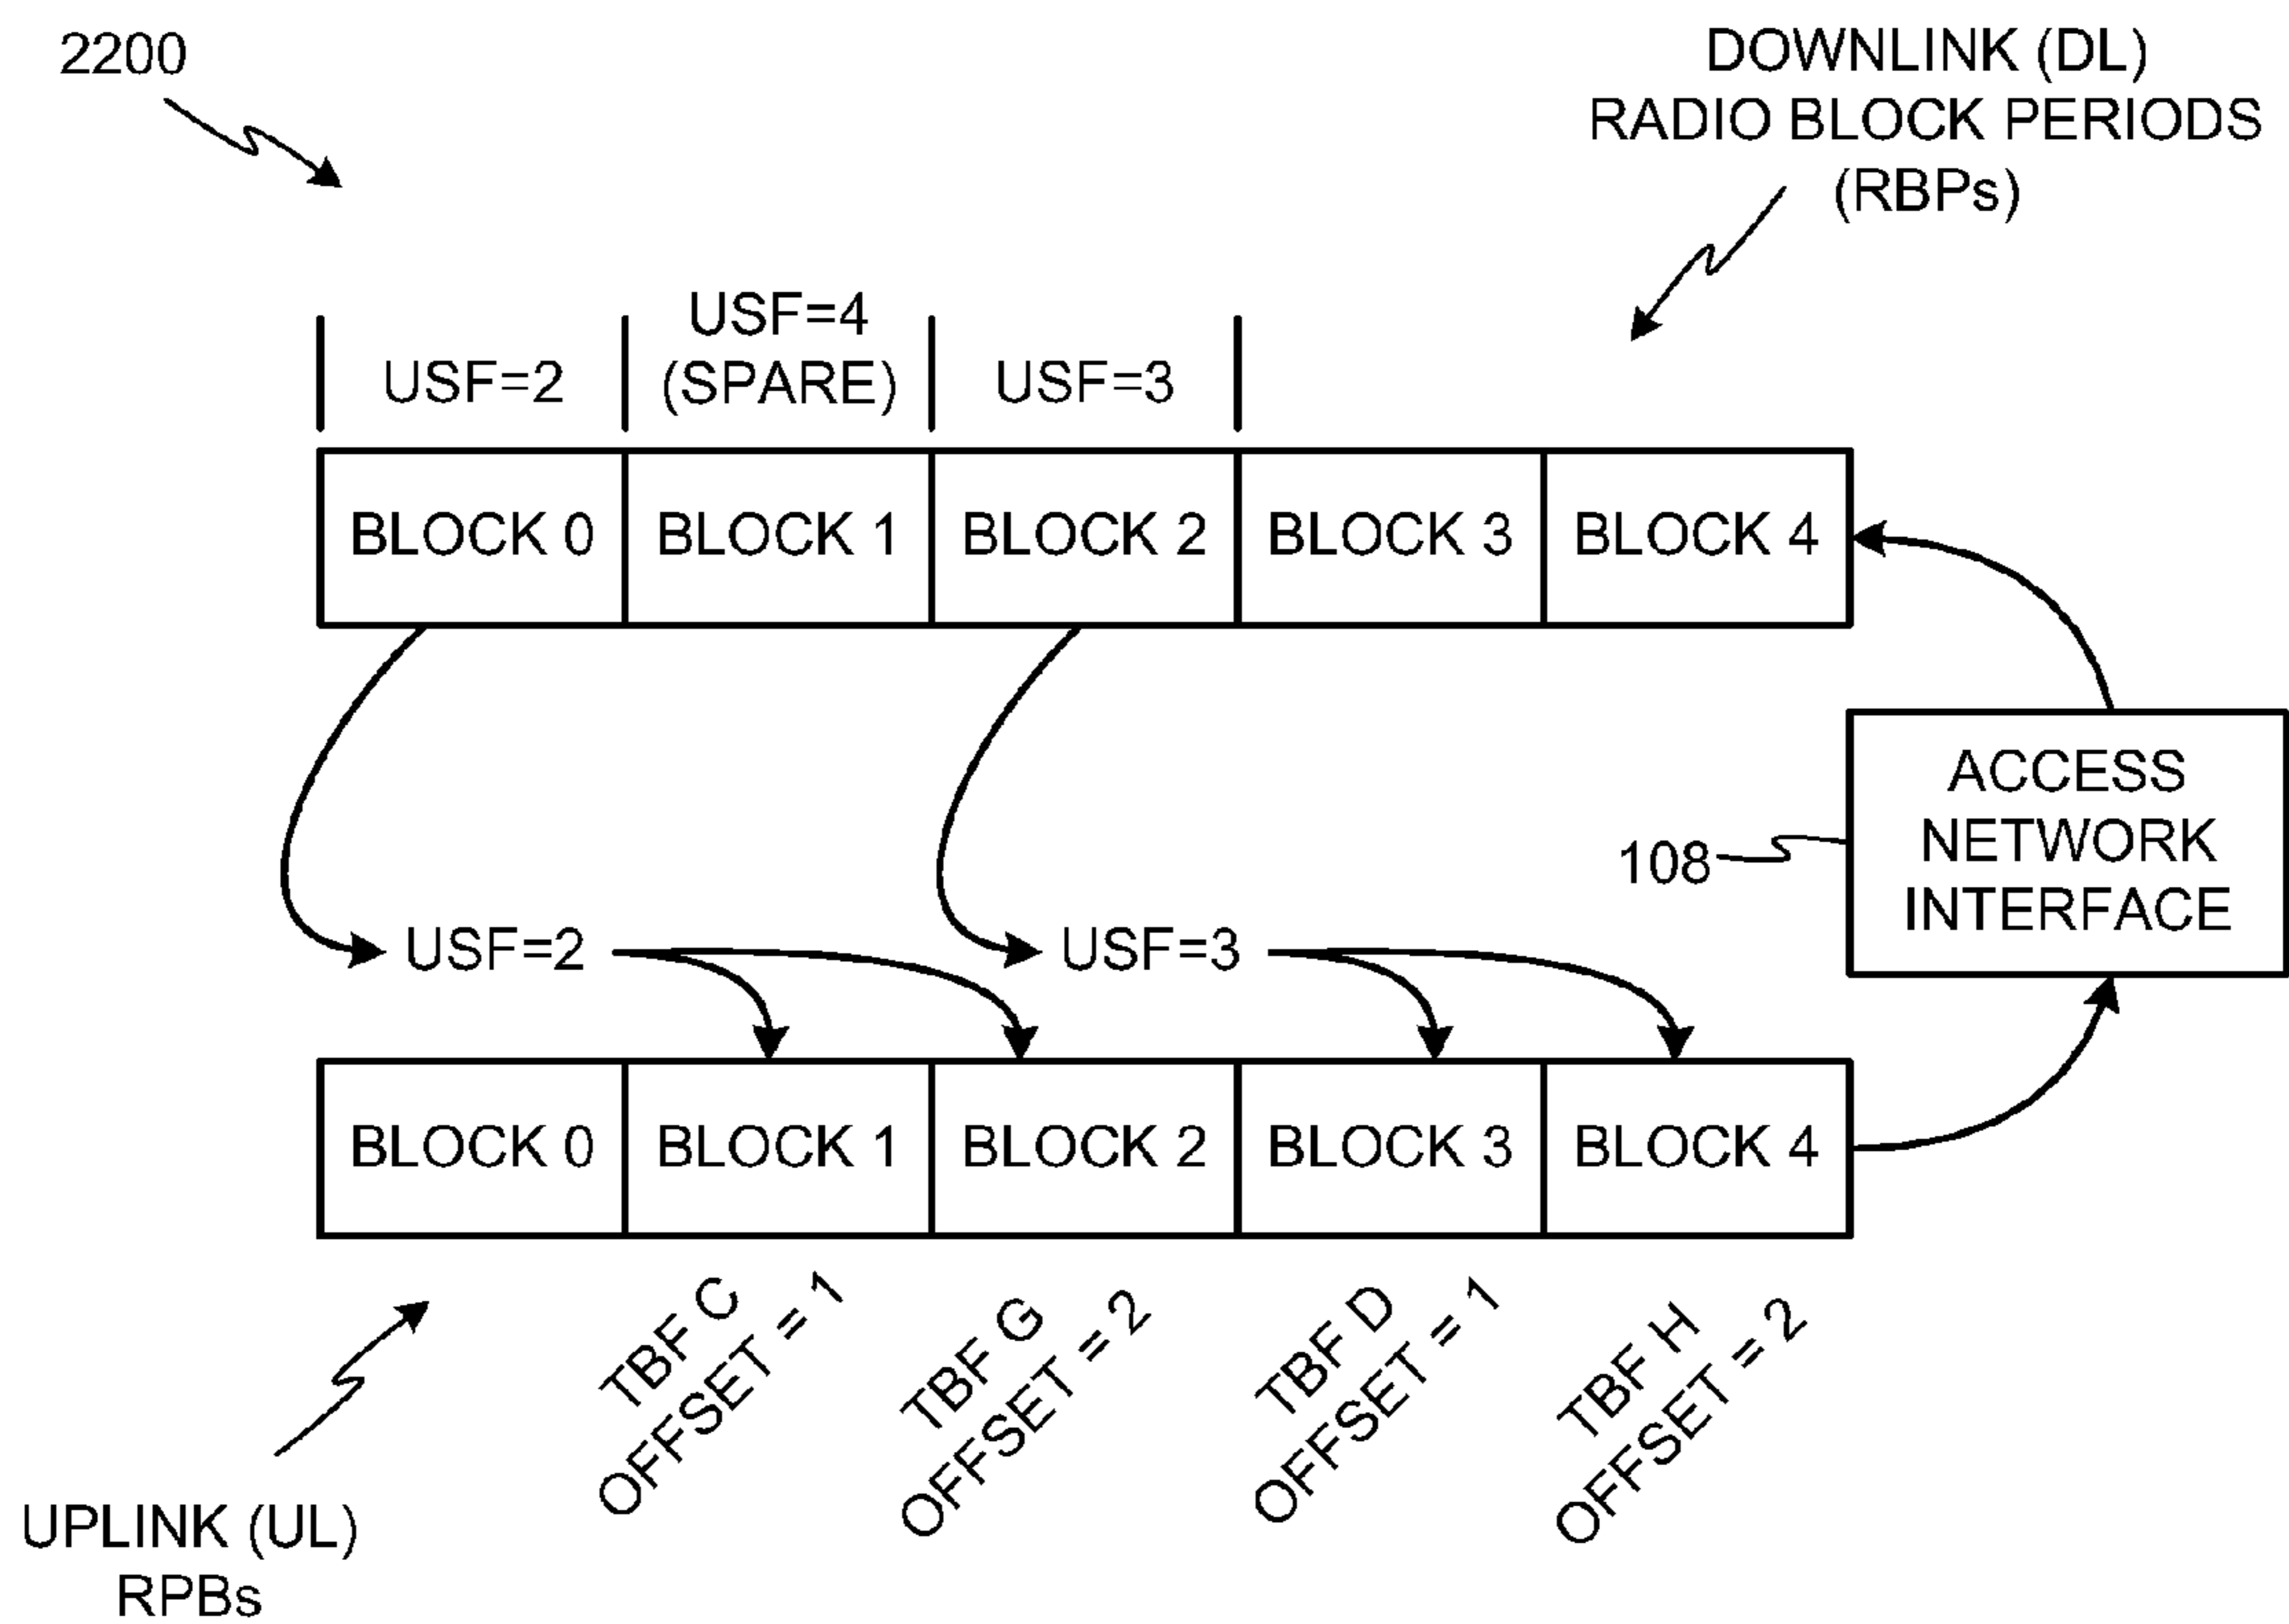 2200
DOWNLINK (DL)
RADIO BLOCK PERIODS
(RBPs)
USF=2
USF=4
(SPARE)
USF=3
BLOCK 0
BLOCK 1
BLOCK 2
BLOCK 3
BLOCK 4
ACCESS
NETWORK
INTERFACE
108
USF=2
USF=3
BLOCK 0
BLOCK 1
BLOCK 2
BLOCK 3
BLOCK 4
TBF C
OFFSET = 1
TBF G
OFFSET = 2
TBF D
OFFSET = 1
TBF H
OFFSET = 2
UPLINK (UL)
RPBs